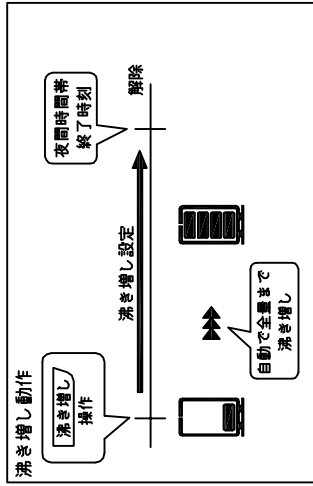 沸き増し動作
沸き増し
操作
夜間時間帯
終了時刻
沸き増し設定
解除
自動で全量まで
沸き増し